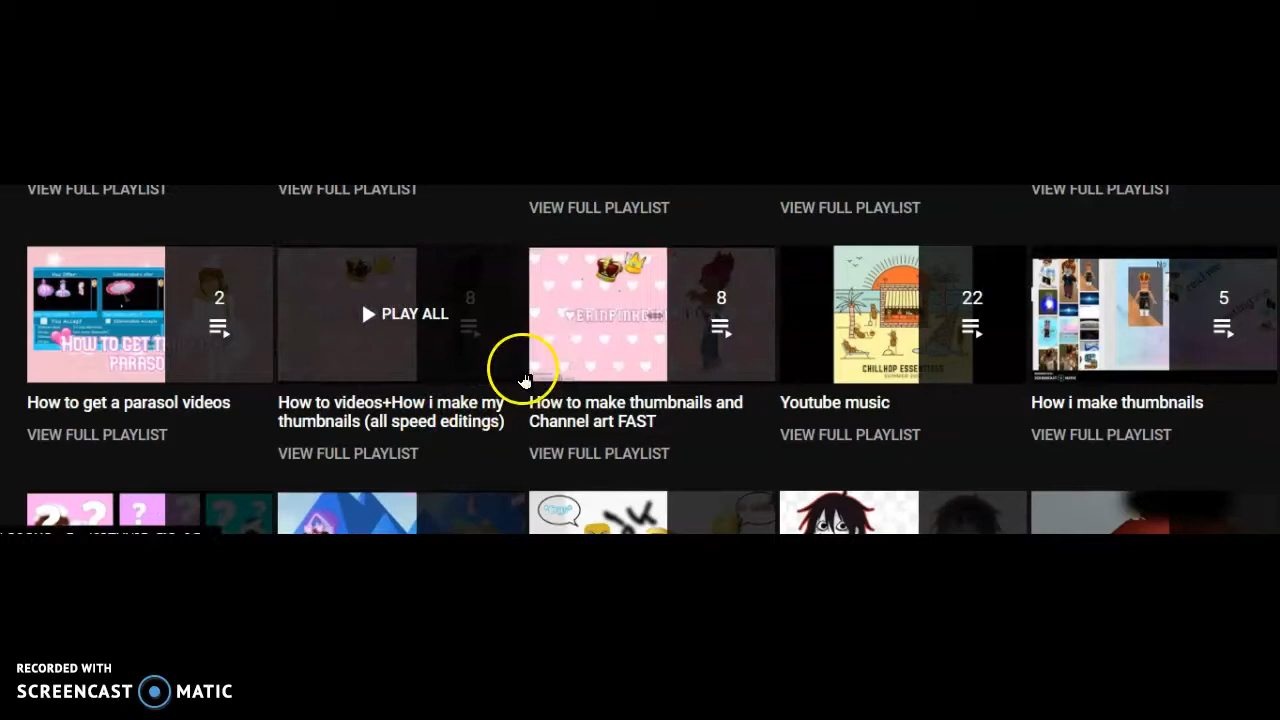 VIEW FULL PLAYLIST
VIEW FULL PLAYLIST
VIEW FULL PLAYLIST
VIEW FULL PLAYLIST
VIEW FULL PLAYLIST
HOW TO GET
PARASO
2
PLAY ALL
8
8
CHILLHOP ESSENTIALS
22
5
How to get a parasol videos
VIEW FULL PLAYLIST
How to videos+How i make my
thumbnails (all speed editings)
VIEW FULL PLAYLIST
How to make thumbnails and
Channel art FAST
VIEW FULL PLAYLIST
Youtube music
VIEW FULL PLAYLIST
How i make thumbnails
VIEW FULL PLAYLIST
RECORDED WITH
SCREENCAST MATIC